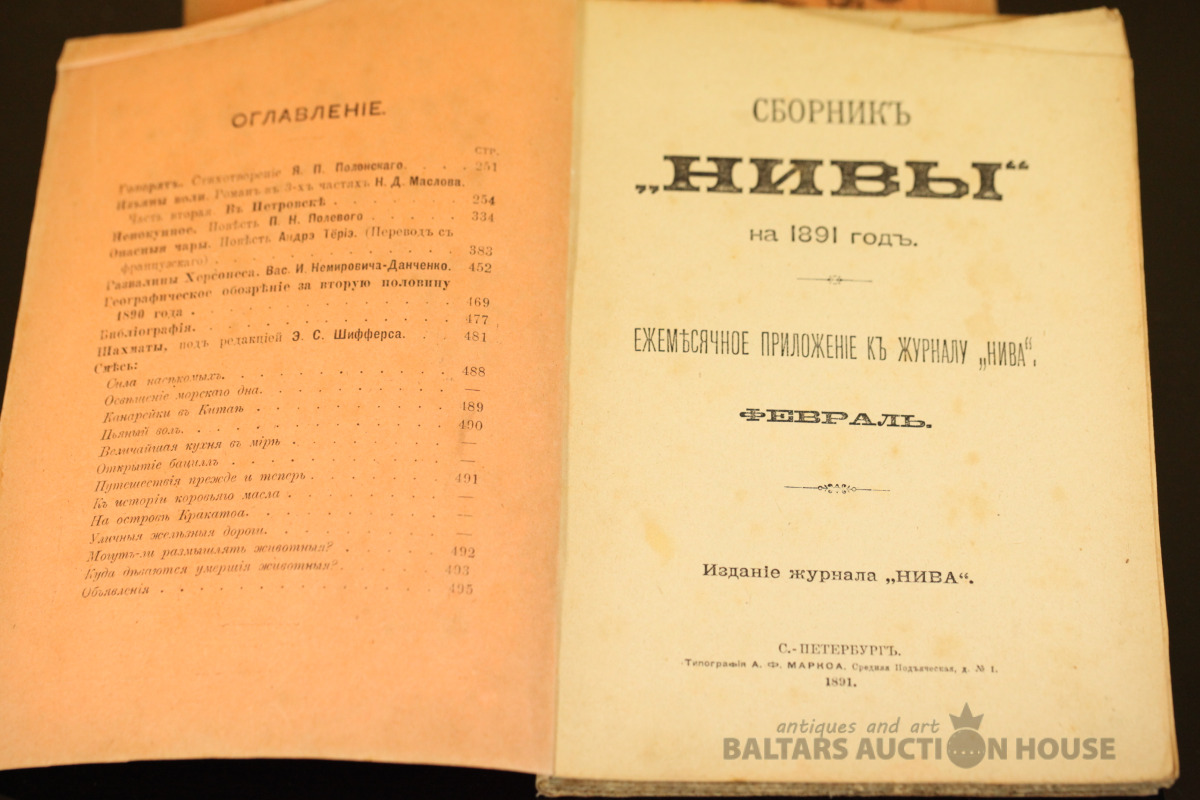 ОГЛАВЛЕНІЕ.
СТР.
Говорятъ. Стихотвореніе Я. П. Полонскаго. . . . 251
Изъяны воли. Романъ въ 3-хъ частяхъ Н. Д. Маслова.
Часть вторая. Въ Петровскѣ . . . . . . . 254
Неподкупное. Повѣсть П. Н. Полевого . . . . . 334
Опасныя чары. Повѣсть Андрэ Тёріэ. (Переводъ съ
французскаго) . . . . . . . . . . . 383
Развалины Херсонеса. Вас. И. Немировича-Данченко. 452
Географическое обозрѣніе за вторую половину
1890 года . . . . . . . . . . . . 469
Библіографія. . . . . . . . . . . . 477
Шахматы, подъ редакціей Э. С. Шифферса. . . . 481
Смѣсь:
Сила насѣкомыхъ. . . . . . . . . . . 488
Освѣщеніе морскаго дна. . . . . . . . . —
Канарейки въ Китаѣ . . . . . . . . . 489
Пьяный волъ. . . . . . . . . . . . 490
Величайшая кухня въ мірѣ . . . . . . . —
Открытіе бациллъ . . . . . . . . . . —
Путешествія прежде и теперь . . . . . . . 491
Къ исторіи коровьяго масла . . . . . . . —
На островѣ Кракатоа. . . . . . . . . . —
Уличныя желѣзныя дороги. . . . . . . . —
Могутъ-ли размышлять животныя? . . . . . 492
Куда дѣваются умершія животныя? . . . . . 493
Объявленія . . . . . . . . . . . . 495
СБОРНИКЪ
„НИВЫ“
на 1891 годъ.
ЕЖЕМѢСЯЧНОЕ ПРИЛОЖЕНІЕ КЪ ЖУРНАЛУ „НИВА“.
ФЕВРАЛЬ.
Изданіе журнала „НИВА“.
С.-ПЕТЕРБУРГЪ.
Типографія А. Ф. МАРКСА, Средняя Подъяческая, д. № 1.
1891.
antiques and art
BALTARS AUCTION HOUSE